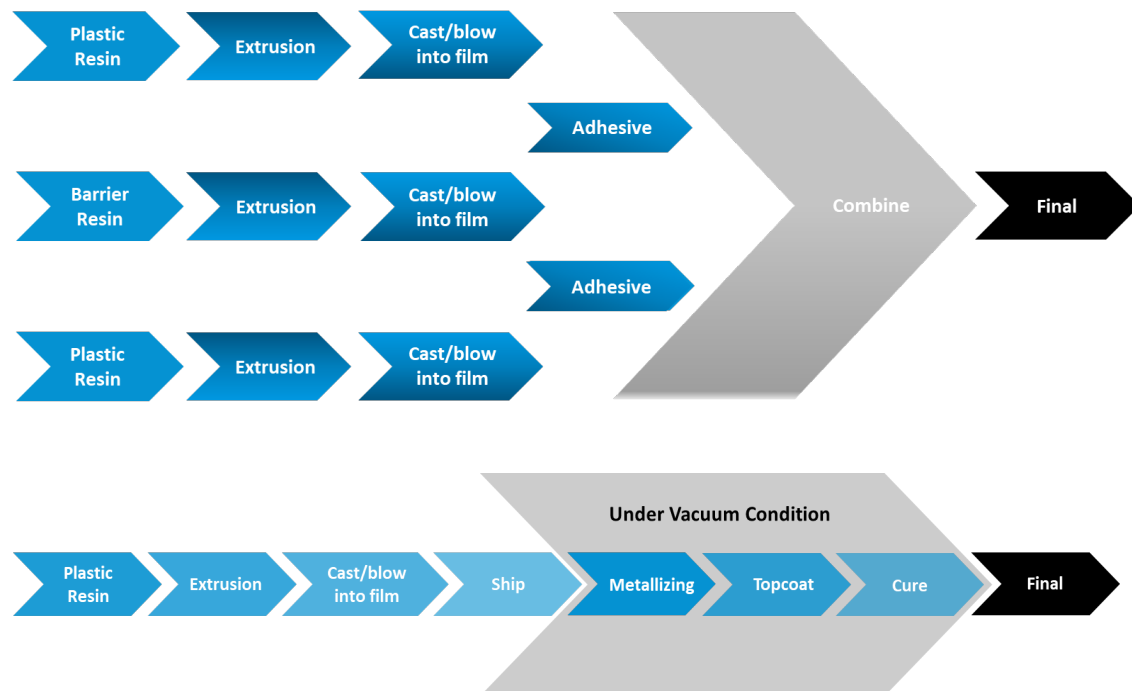 Plastic
Resin
Extrusion
Cast/blow
into film
Adhesive
Barrier
Resin
Extrusion
Cast/blow
into film
Combine
Final
Adhesive
Plastic
Resin
Extrusion
Cast/blow
into film
Under Vacuum Condition
Plastic
Resin
Extrusion
Cast/blow
into film
Ship
Metallizing
Topcoat
Cure
Final